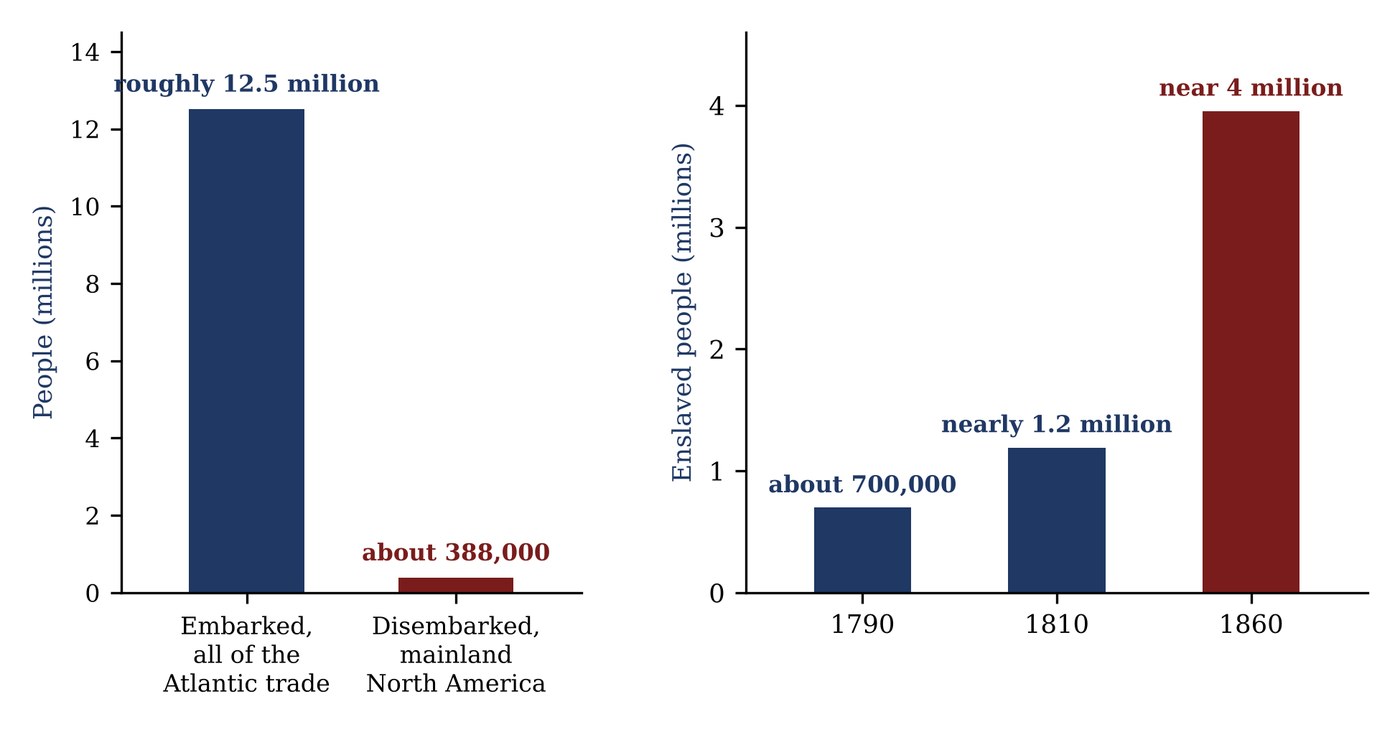 People (millions)
14
12
10
8
6
4
2
0
roughly 12.5 million
about 388,000
Embarked,
all of the
Atlantic trade
Disembarked,
mainland
North America
Enslaved people (millions)
4
3
2
1
0
about 700,000
nearly 1.2 million
near 4 million
1790
1810
1860